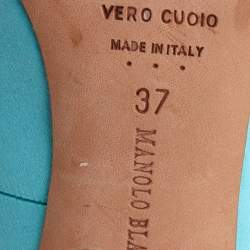 VERO CUOIO
MADE IN ITALY
37
MANOLO BLA